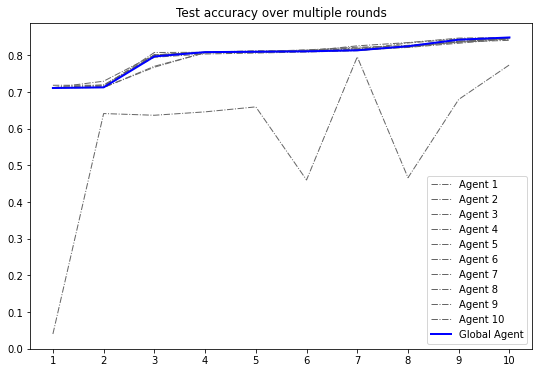 Test accuracy over multiple rounds
0.8
0.7
0.6
0.5
0.4
0.3
0.2
0.1
0.0
1 2 3 4 5 6 7 8 9 10
Agent 1
Agent 2
Agent 3
Agent 4
Agent 5
Agent 6
Agent 7
Agent 8
Agent 9
Agent 10
Global Agent